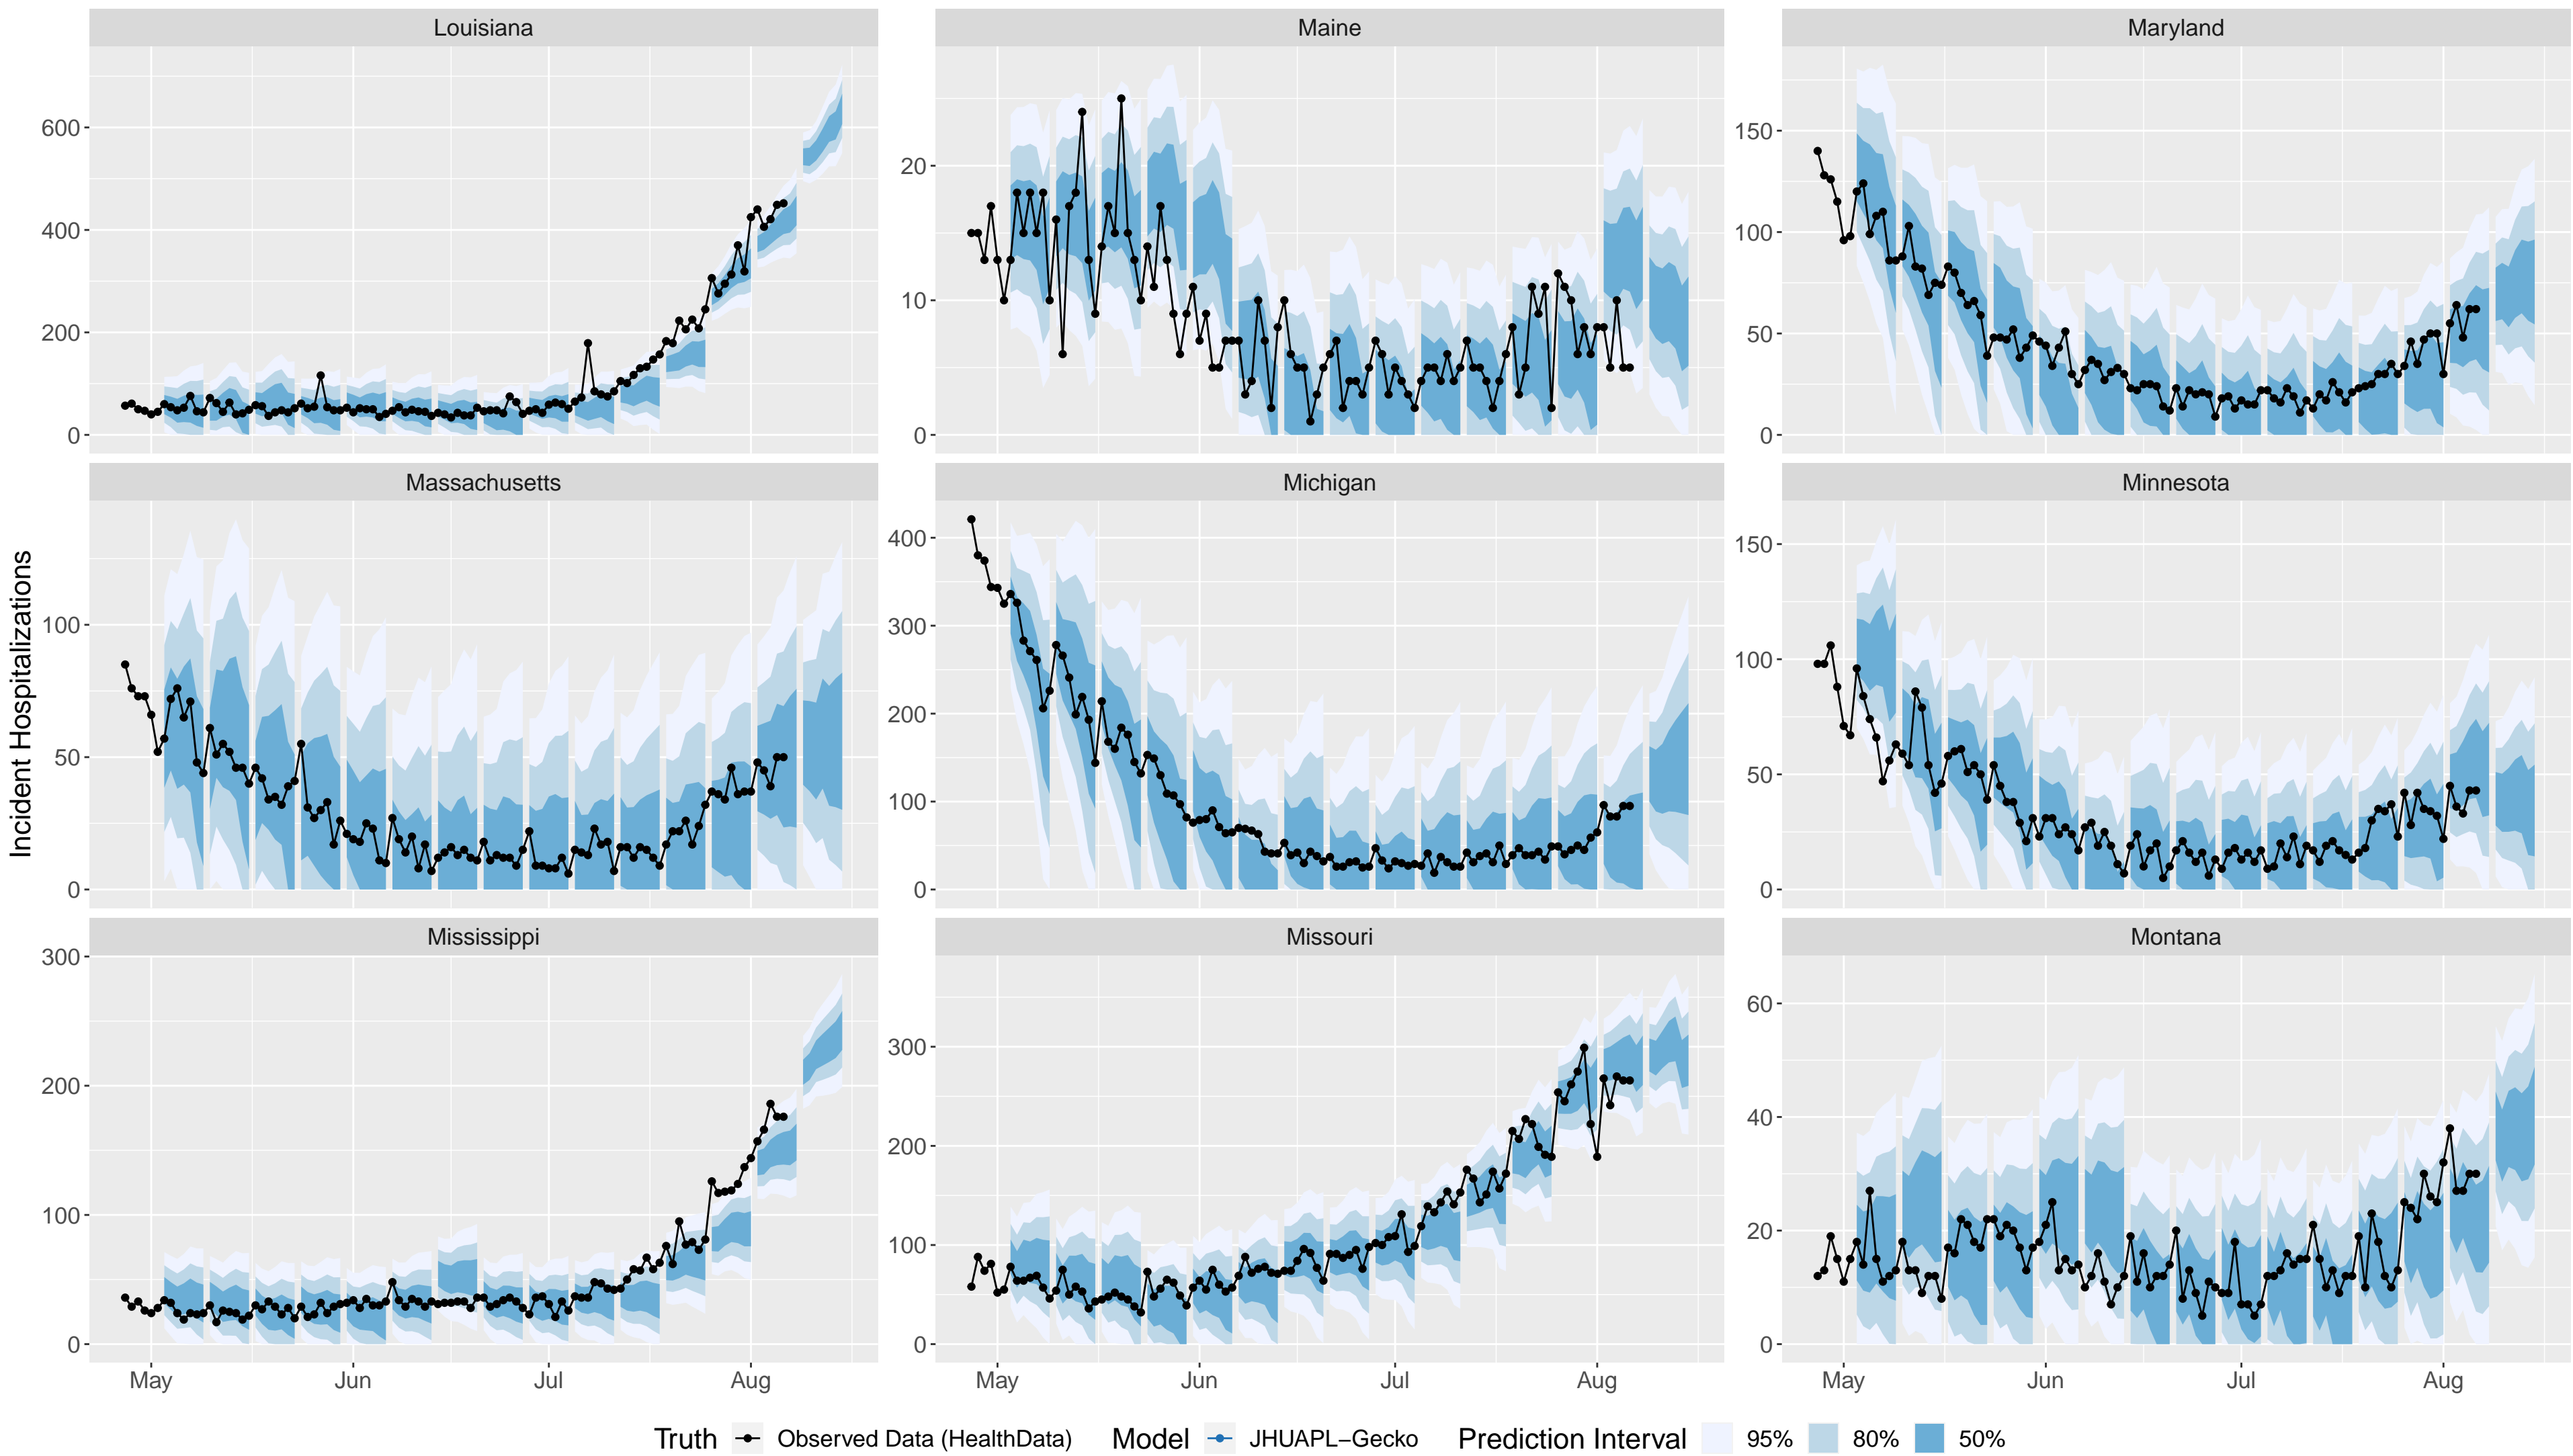 Louisiana
Maine
Maryland
600
400
200
0
20
10
0
150
100
50
0
Massachusetts
Michigan
Minnesota
Incident Hospitalizations
100
50
0
400
300
200
100
0
150
100
50
0
Mississippi
Missouri
Montana
300
200
100
0
300
200
100
0
60
40
20
0
May Jun Jul Aug
May Jun Jul Aug
May Jun Jul Aug
Truth Observed Data (HealthData) Model JHUAPL−Gecko Prediction Interval 95% 80% 50%